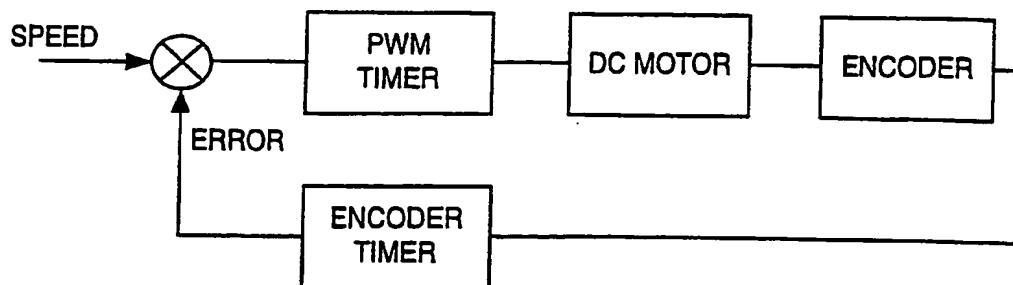 SPEED
PWM
TIMER
DC MOTOR
ENCODER
ERROR
ENCODER
TIMER